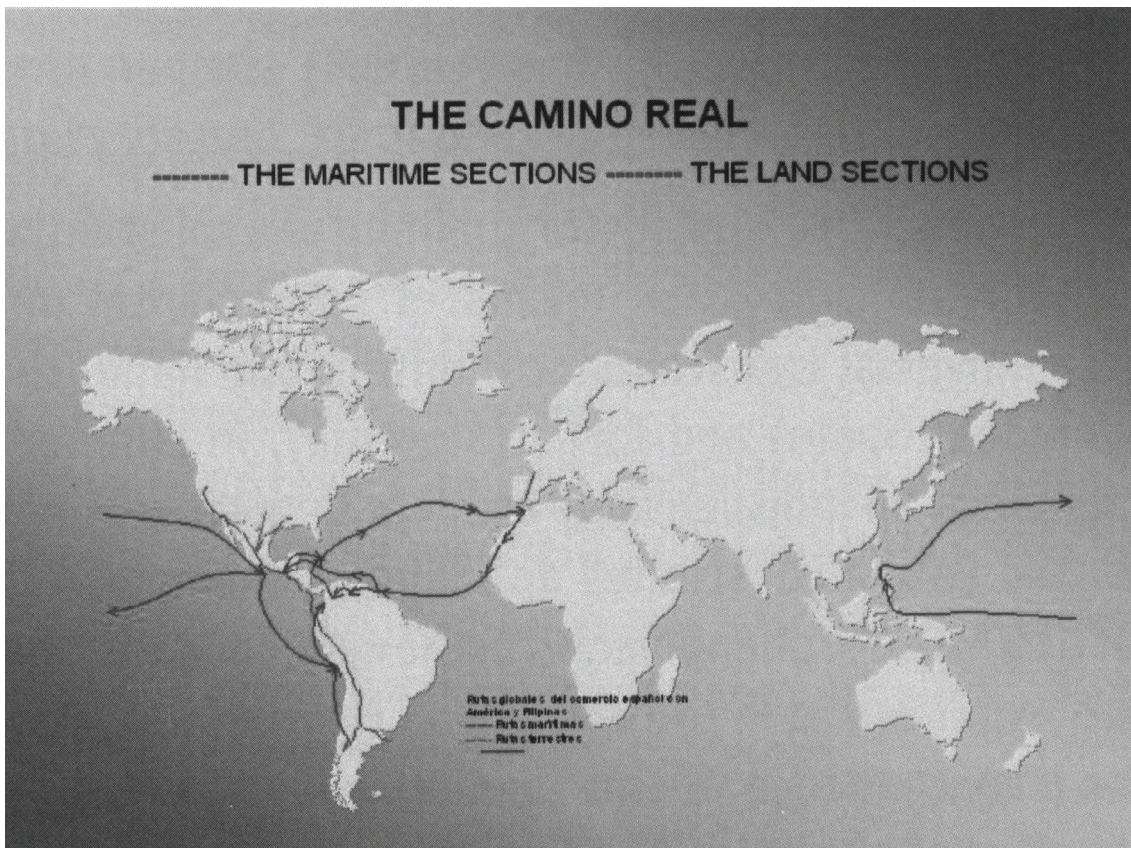 THE CAMINO REAL
-------- THE MARITIME SECTIONS -------- THE LAND SECTIONS
Rutas globales del comercio español con
América y Filipinas
Rutas marítimas
Rutas terrestres